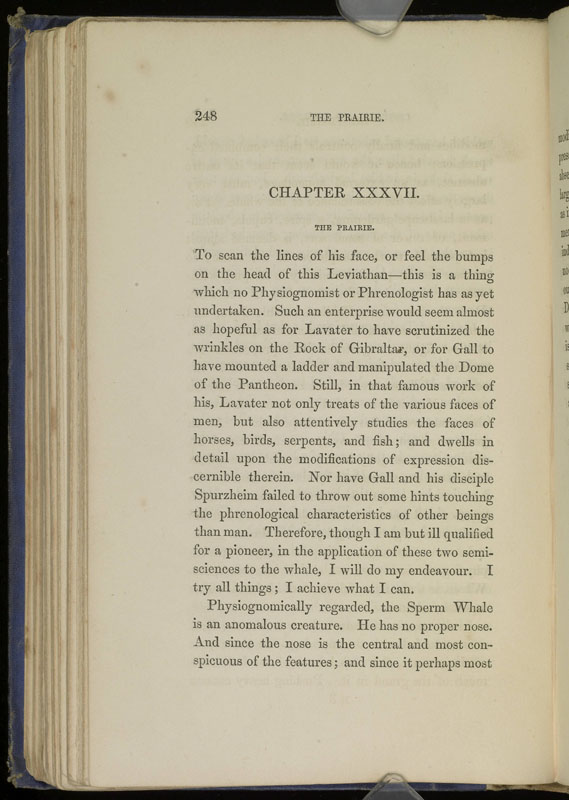 248 THE PRAIRIE.
CHAPTER XXXVII.
THE PRAIRIE.
To scan the lines of his face, or feel the bumps
on the head of this Leviathan—this is a thing
which no Physiognomist or Phrenologist has as yet
undertaken. Such an enterprise would seem almost
as hopeful as for Lavater to have scrutinized the
wrinkles on the Rock of Gibraltar, or for Gall to
have mounted a ladder and manipulated the Dome
of the Pantheon. Still, in that famous work of
his, Lavater not only treats of the various faces of
men, but also attentively studies the faces of
horses, birds, serpents, and fish; and dwells in
detail upon the modifications of expression dis-
cernible therein. Nor have Gall and his disciple
Spurzheim failed to throw out some hints touching
the phrenological characteristics of other beings
than man. Therefore, though I am but ill qualified
for a pioneer, in the application of these two semi-
sciences to the whale, I will do my endeavour. I
try all things; I achieve what I can.
Physiognomically regarded, the Sperm Whale
is an anomalous creature. He has no proper nose.
And since the nose is the central and most con-
spicuous of the features; and since it perhaps most